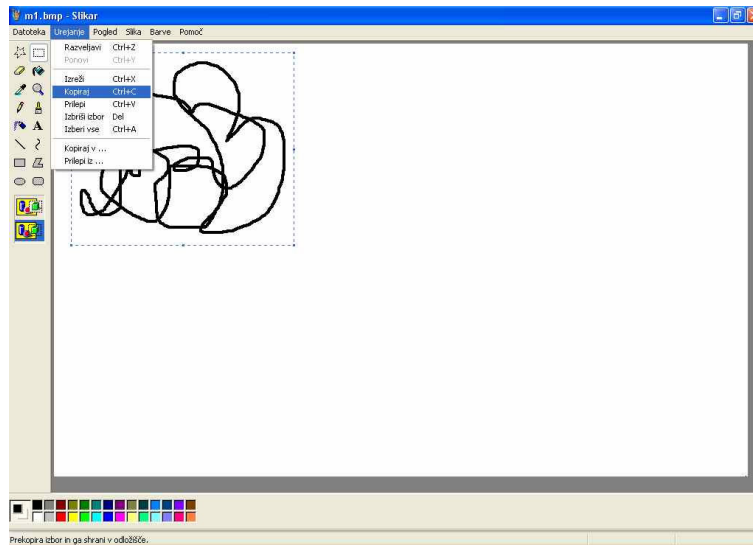 m1.bmp - Slikar
Datoteka Urejanje Pogled Slika Barve Pomoč
Razveljavi Ctrl+Z
Ponovi Ctrl+Y
Izreži Ctrl+X
Kopiraj Ctrl+C
Prilepi Ctrl+V
Izbriši izbor Del
Izberi vse Ctrl+A
Kopiraj v ...
Prilepi iz ...
A
Prekopira izbor in ga shrani v odložišče.